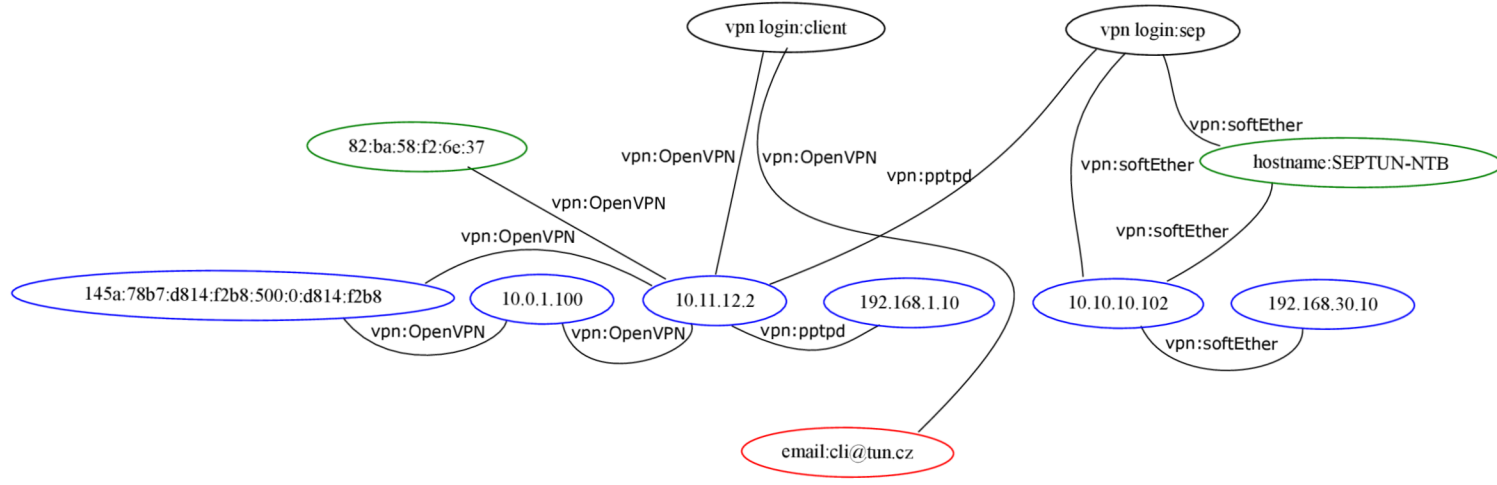 vpn login:client
vpn login:sep
vpn:softEther
82:ba:58:f2:6e:37
vpn:OpenVPN
vpn:OpenVPN
hostname:SEPTUN-NTB
vpn:softEther
vpn:pptpd
vpn:OpenVPN
vpn:OpenVPN
vpn:softEther
145a:78b7:d814:f2b8:500:0:d814:f2b8
10.0.1.100
10.11.12.2
192.168.1.10
10.10.10.102
192.168.30.10
vpn:OpenVPN
vpn:OpenVPN
vpn:pptpd
vpn:softEther
email:cli@tun.cz